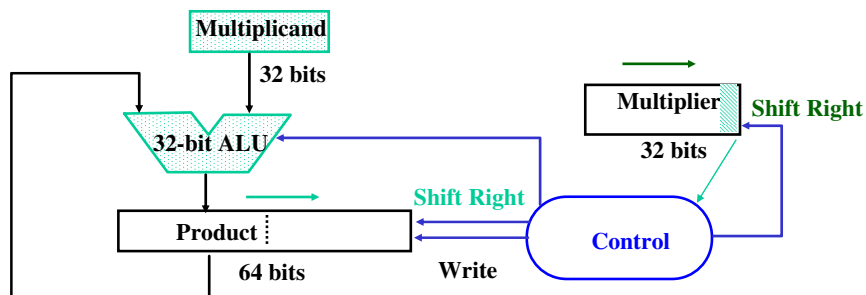 Multiplicand
32 bits
Multiplier
Shift Right
32-bit ALU
32 bits
Shift Right
Product
Control
64 bits
Write